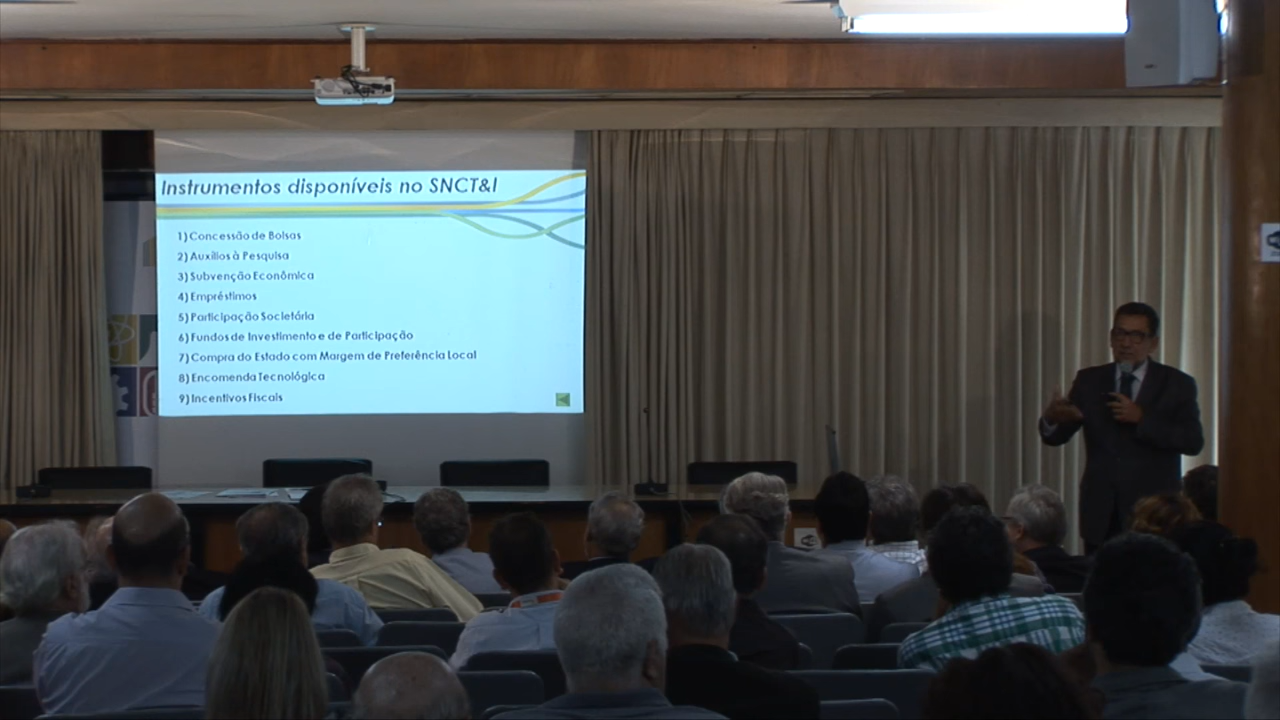 Instrumentos disponíveis no SNCT&I
1) Concessão de Bolsas
2) Auxílios à Pesquisa
3) Subvenção Econômica
4) Empréstimos
5) Participação Societária
6) Fundos de Investimento e de Participação
7) Compra do Estado com Margem de Preferência Local
8) Encomenda Tecnológica
9) Incentivos Fiscais